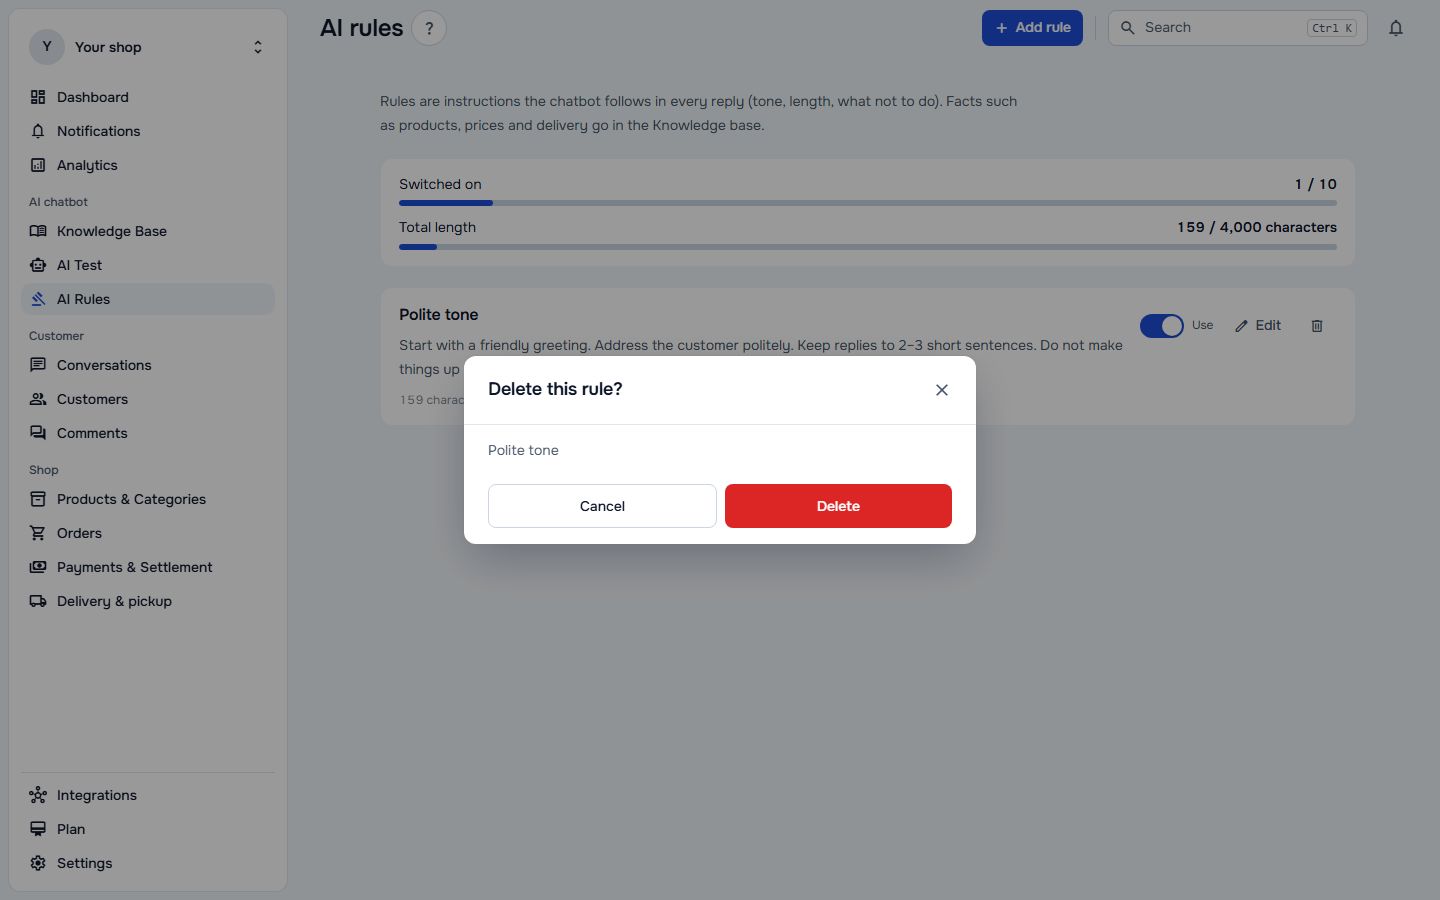 Y
Your shop
Dashboard
Notifications
Analytics
AI chatbot
Knowledge Base
AI Test
AI Rules
Customer
Conversations
Customers
Comments
Shop
Products & Categories
Orders
Payments & Settlement
Delivery & pickup
Integrations
Plan
Settings
AI rules ?
+ Add rule
Search Ctrl K
Rules are instructions the chatbot follows in every reply (tone, length, what not to do). Facts such
as products, prices and delivery go in the Knowledge base.
Switched on 1 / 10
Total length 159 / 4,000 characters
Polite tone
Use Edit
Start with a friendly greeting. Address the customer politely. Keep replies to 2–3 short sentences. Do not make
things up
159
Delete this rule?
Polite tone
Cancel Delete